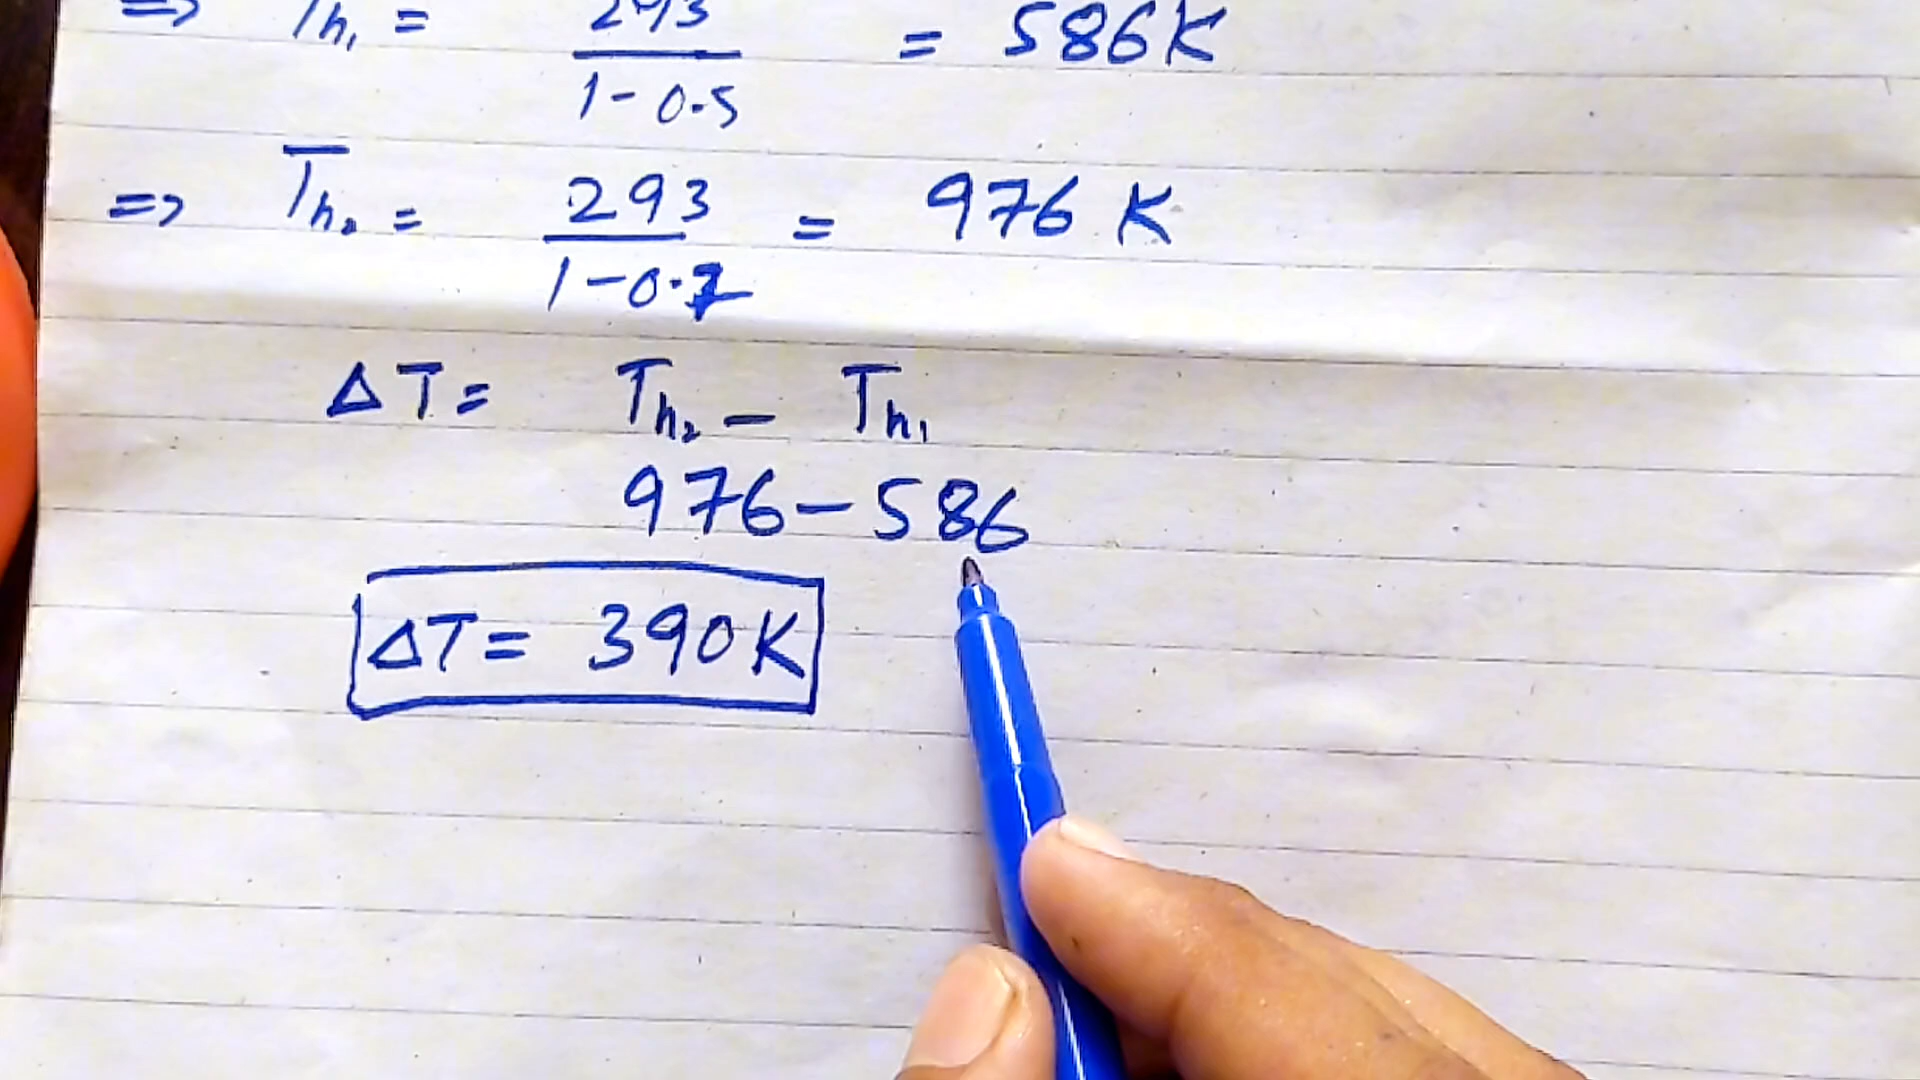 => Th₁ = 293 / 1-0.5 = 586K
=> Th₂ = 293 / 1-0.7 = 976 K
ΔT = Th₂ - Th₁
976-586
ΔT = 390K